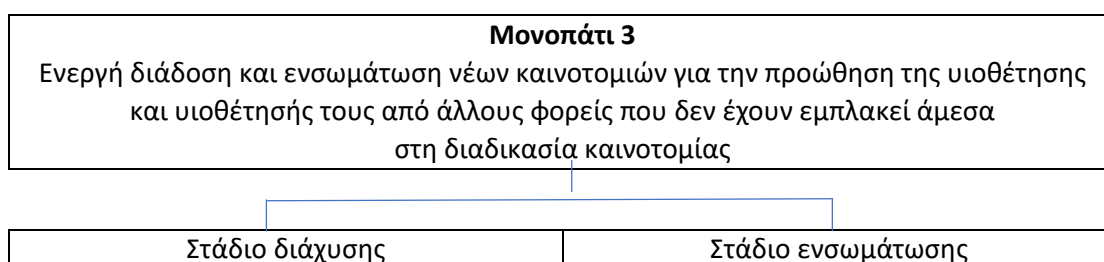 Μονοπάτι 3
Ενεργή διάδοση και ενσωμάτωση νέων καινοτομιών για την προώθηση της υιοθέτησης
και υιοθέτησής τους από άλλους φορείς που δεν έχουν εμπλακεί άμεσα
στη διαδικασία καινοτομίας
Στάδιο διάχυσης
Στάδιο ενσωμάτωσης